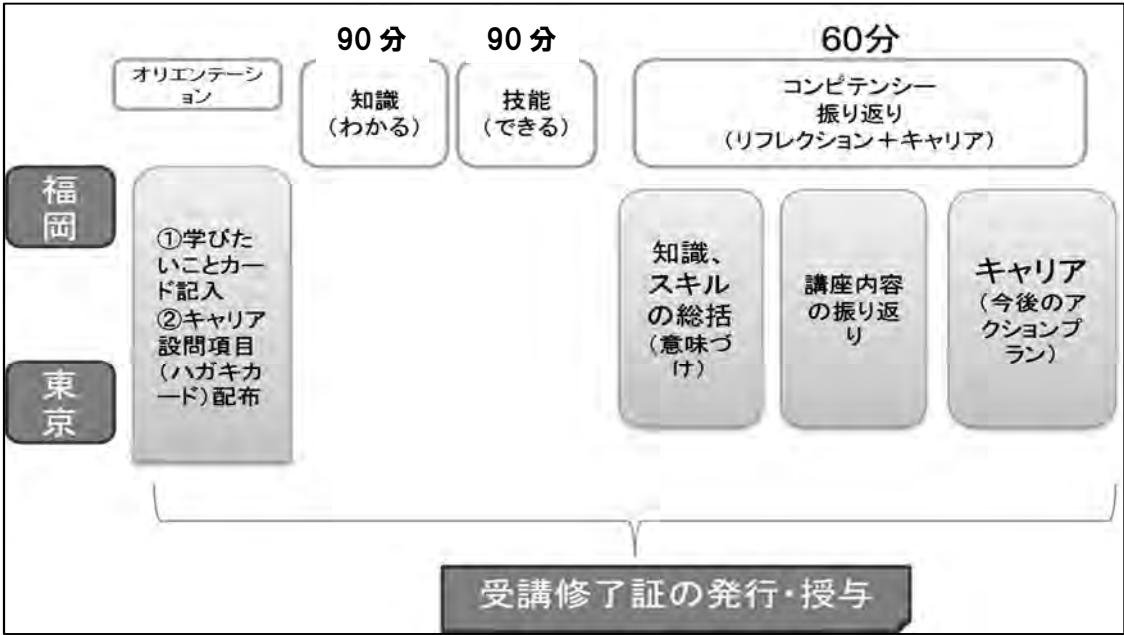 90分
90分
60分
オリエンテーシ
ョン
知識
(わかる)
技能
(できる)
コンピテンシー
振り返り
(リフレクション＋キャリア)
福
岡
東
京
①学びた
いことカー
ド記入
②キャリア
設問項目
(ハガキカ
ード)配布
知識、
スキル
の総括
(意味づ
け)
講座内容
の振り返
り
キャリア
(今後のア
クションプ
ラン)
受講修了証の発行・授与